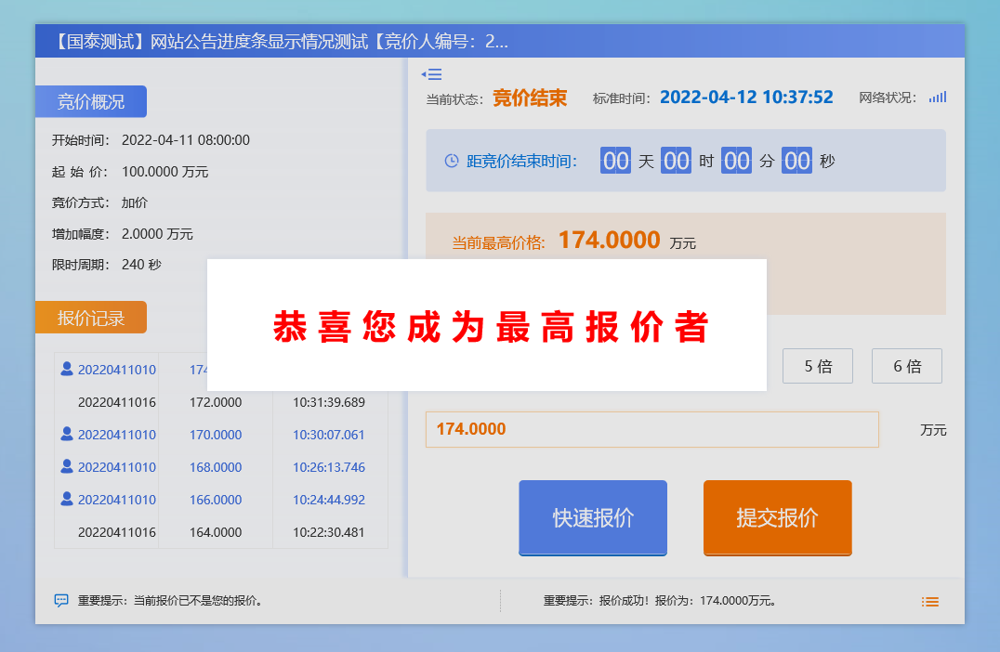 【国泰测试】网站公告进度条显示情况测试【竞价人编号：2...
竞价概况
开始时间： 2022-04-11 08:00:00
起 始 价： 100.0000 万元
竞价方式： 加价
增加幅度： 2.0000 万元
限时周期： 240 秒
报价记录
20220411010 174
20220411016 172.0000 10:31:39.689
20220411010 170.0000 10:30:07.061
20220411010 168.0000 10:26:13.746
20220411010 166.0000 10:24:44.992
20220411016 164.0000 10:22:30.481
当前状态： 竞价结束 标准时间： 2022-04-12 10:37:52 网络状况：
距竞价结束时间： 00 天 00 时 00 分 00 秒
当前最高价格: 174.0000 万元
恭喜您成为最高报价者
5 倍 6 倍
174.0000 万元
快速报价 提交报价
重要提示：当前报价已不是您的报价。
重要提示：报价成功！报价为：174.0000万元。